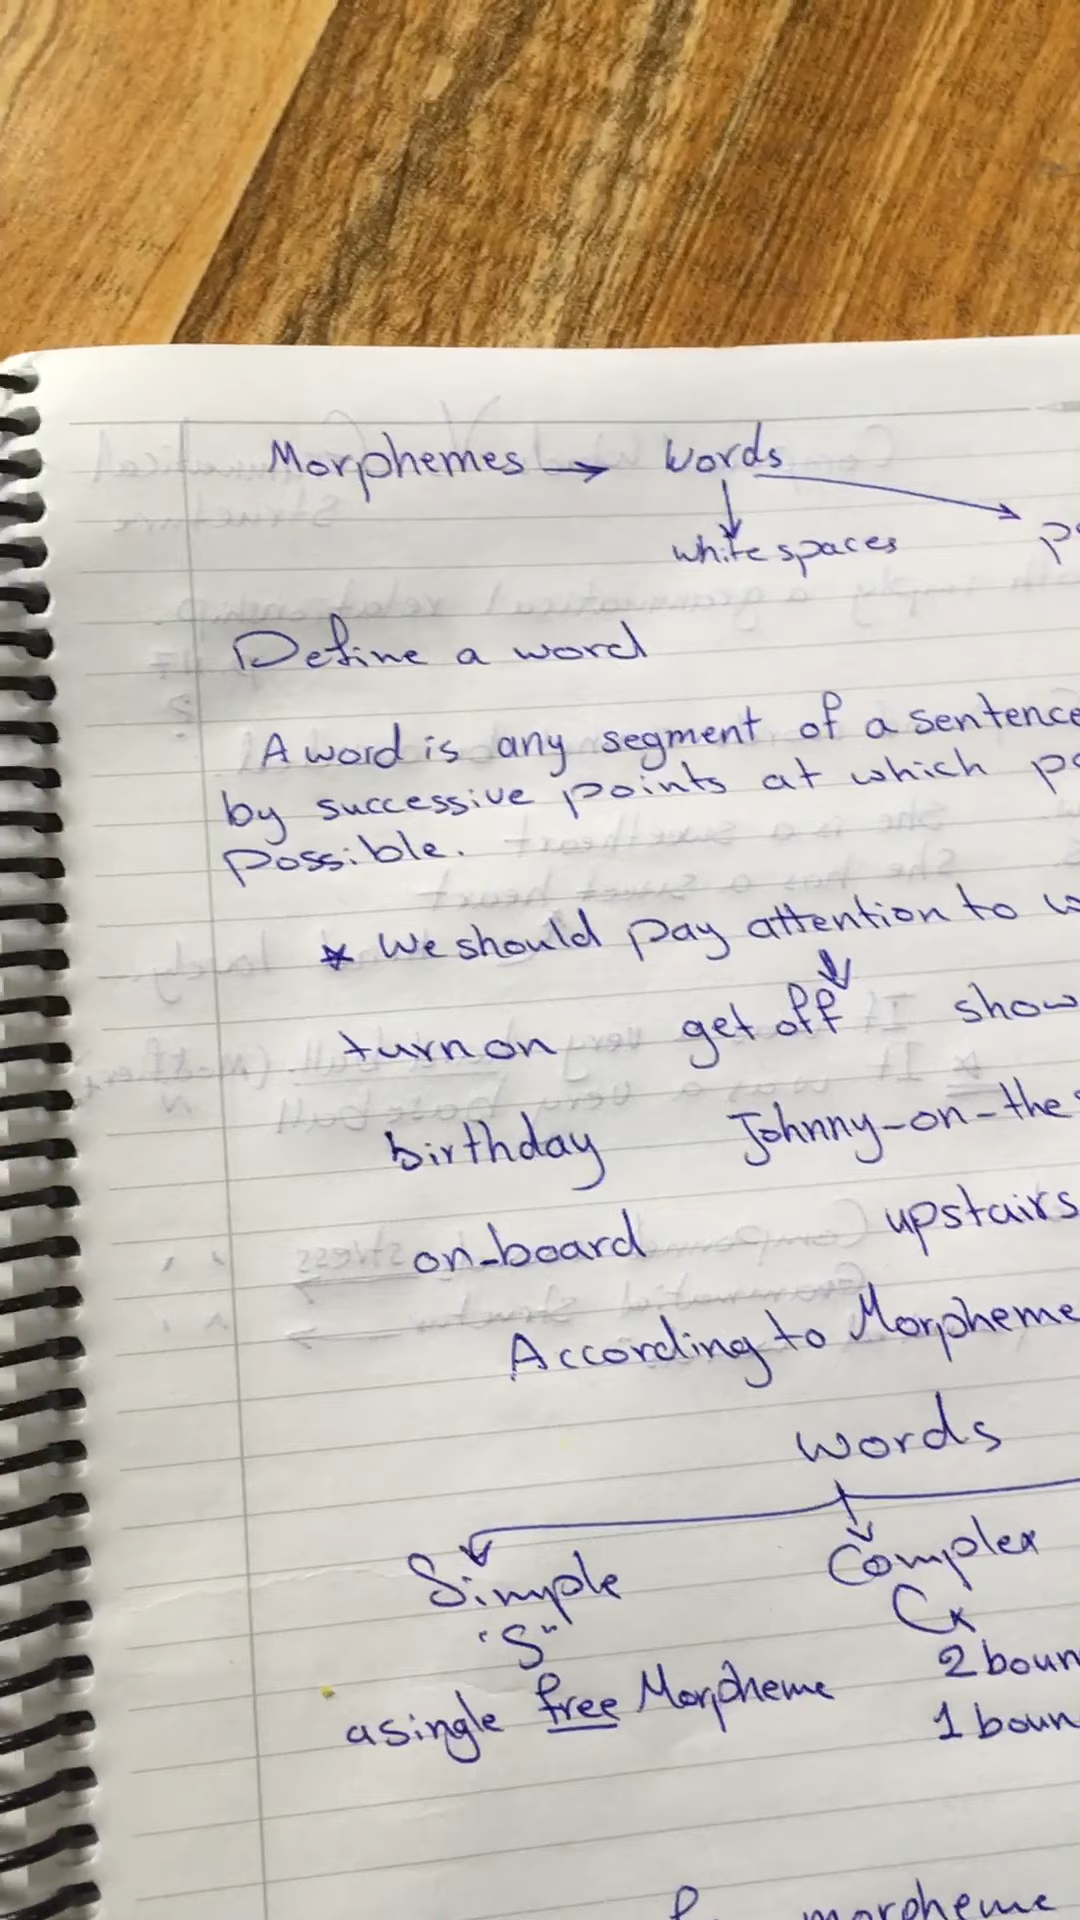 Morphemes → words
white spaces
Define a word
A word is any segment of a sentence
by successive points at which
possible.
* We should pay attention to
turn on get off show
birthday Johnny-on-the-
on-board upstairs
According to Morpheme
words
Simple Complex
"S" Cx
a single free Morpheme 2 boun
1 boun
morpheme